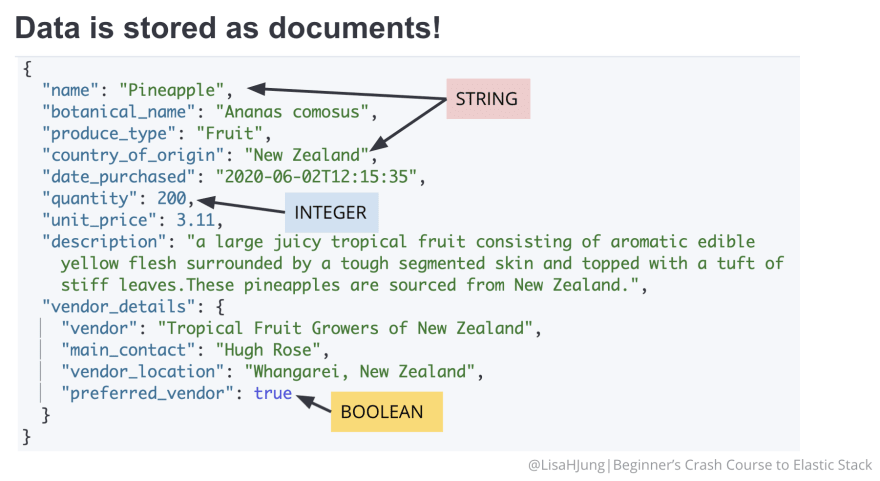 Data is stored as documents!
{
"name": "Pineapple",
"botanical_name": "Ananas comosus",
"produce_type": "Fruit",
"country_of_origin": "New Zealand",
"date_purchased": "2020-06-02T12:15:35",
"quantity": 200,
"unit_price": 3.11,
"description": "a large juicy tropical fruit consisting of aromatic edible
yellow flesh surrounded by a tough segmented skin and topped with a tuft of
stiff leaves.These pineapples are sourced from New Zealand.",
"vendor_details": {
"vendor": "Tropical Fruit Growers of New Zealand",
"main_contact": "Hugh Rose",
"vendor_location": "Whangarei, New Zealand",
"preferred_vendor": true
}
}
STRING
INTEGER
BOOLEAN
@LisaHJung|Beginner's Crash Course to Elastic Stack